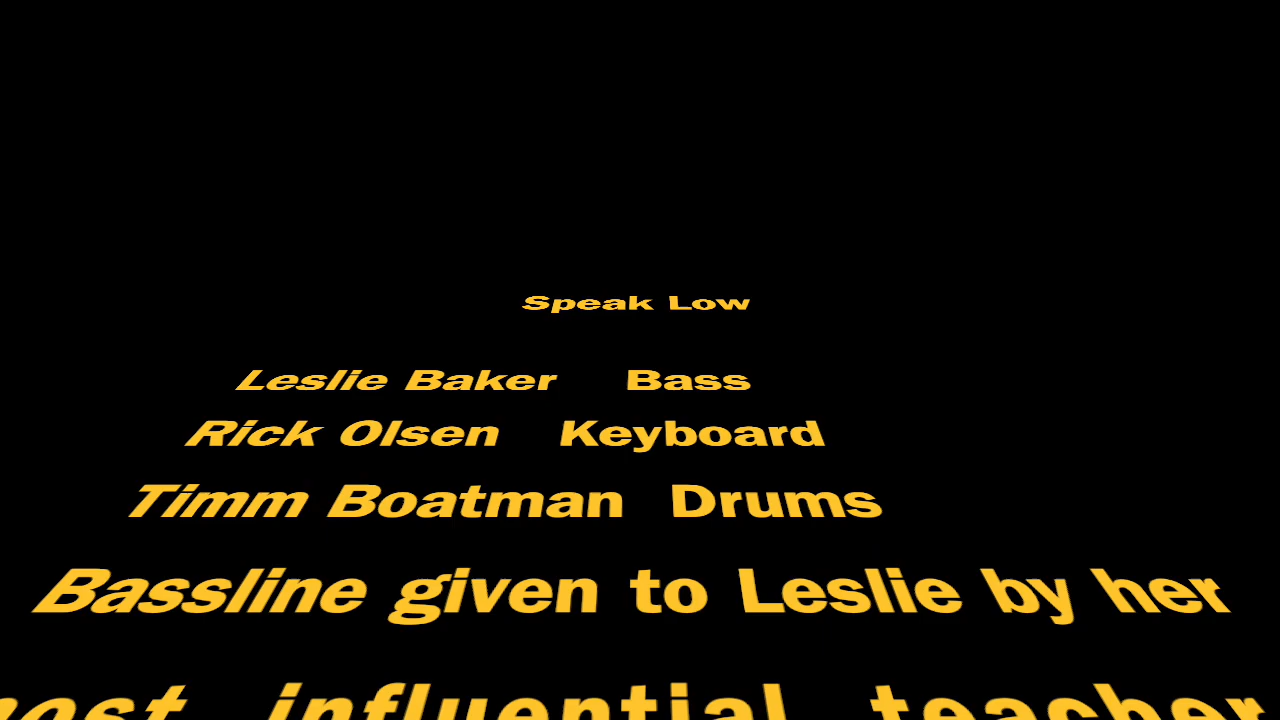 Speak Low
Leslie Baker Bass
Rick Olsen Keyboard
Timm Boatman Drums
Bassline given to Leslie by her
influential teacher